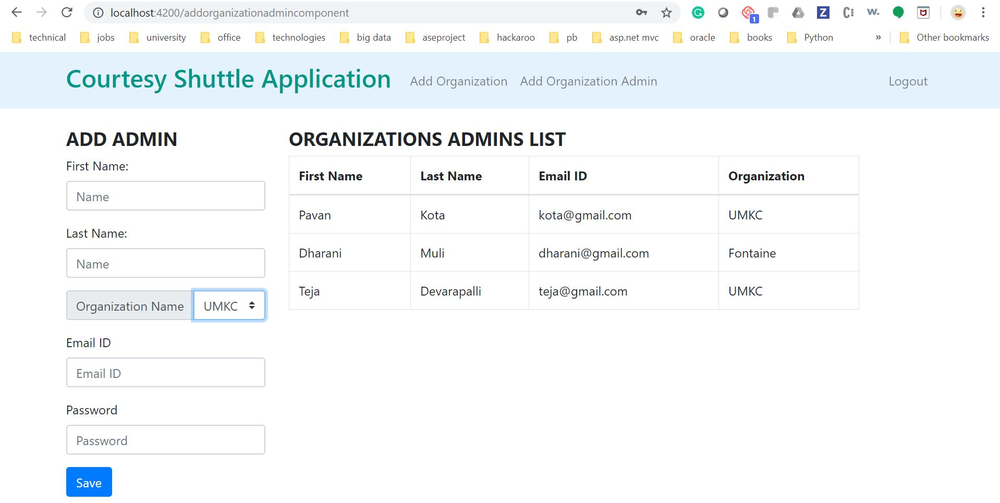 localhost:4200/addorganizationadmincomponent
1
technical jobs university office technologies big data aseproject hackaroo pb asp.net mvc oracle books Python » Other bookmarks
Courtesy Shuttle Application Add Organization Add Organization Admin Logout
ADD ADMIN
First Name:
Name
Last Name:
Name
Organization Name UMKC
Email ID
Email ID
Password
Password
Save
ORGANIZATIONS ADMINS LIST
First Name Last Name Email ID Organization
Pavan Kota kota@gmail.com UMKC
Dharani Muli dharani@gmail.com Fontaine
Teja Devarapalli teja@gmail.com UMKC